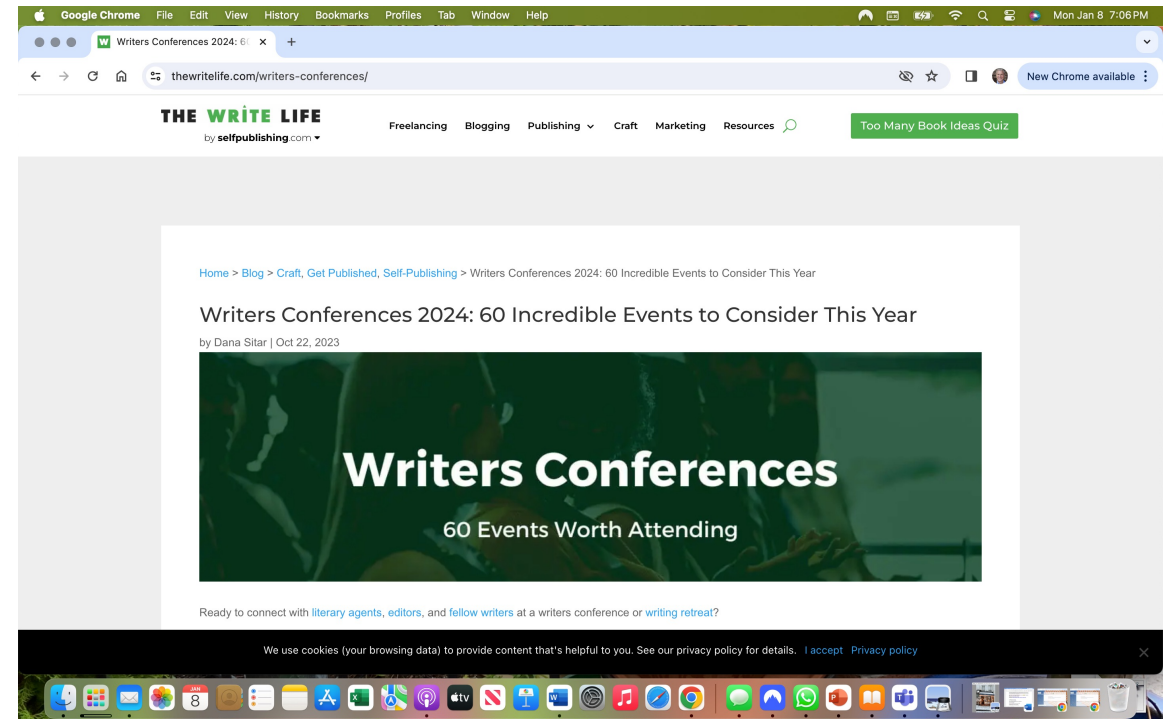 Google Chrome File Edit View History Bookmarks Profiles Tab Window Help Mon Jan 8 7:06 PM
Writers Conferences 2024: 60
thewritelife.com/writers-conferences/ New Chrome available
THE WRITE LIFE
by selfpublishing.com
Freelancing Blogging Publishing Craft Marketing Resources Too Many Book Ideas Quiz
Home > Blog > Craft, Get Published, Self-Publishing > Writers Conferences 2024: 60 Incredible Events to Consider This Year
Writers Conferences 2024: 60 Incredible Events to Consider This Year
by Dana Sitar | Oct 22, 2023
Writers Conferences
60 Events Worth Attending
Ready to connect with literary agents, editors, and fellow writers at a writers conference or writing retreat?
We use cookies (your browsing data) to provide content that's helpful to you. See our privacy policy for details. I accept Privacy policy
JAN
8
tv